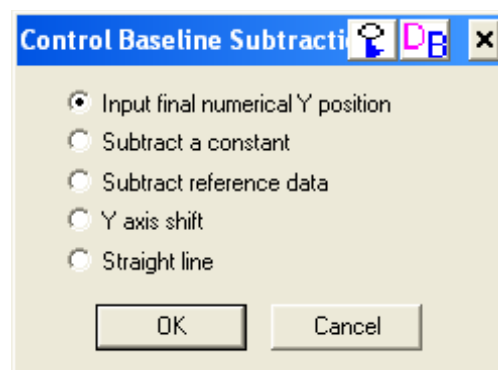 Control Baseline Subtracti
DB
Input final numerical Y position
Subtract a constant
Subtract reference data
Y axis shift
Straight line
OK
Cancel